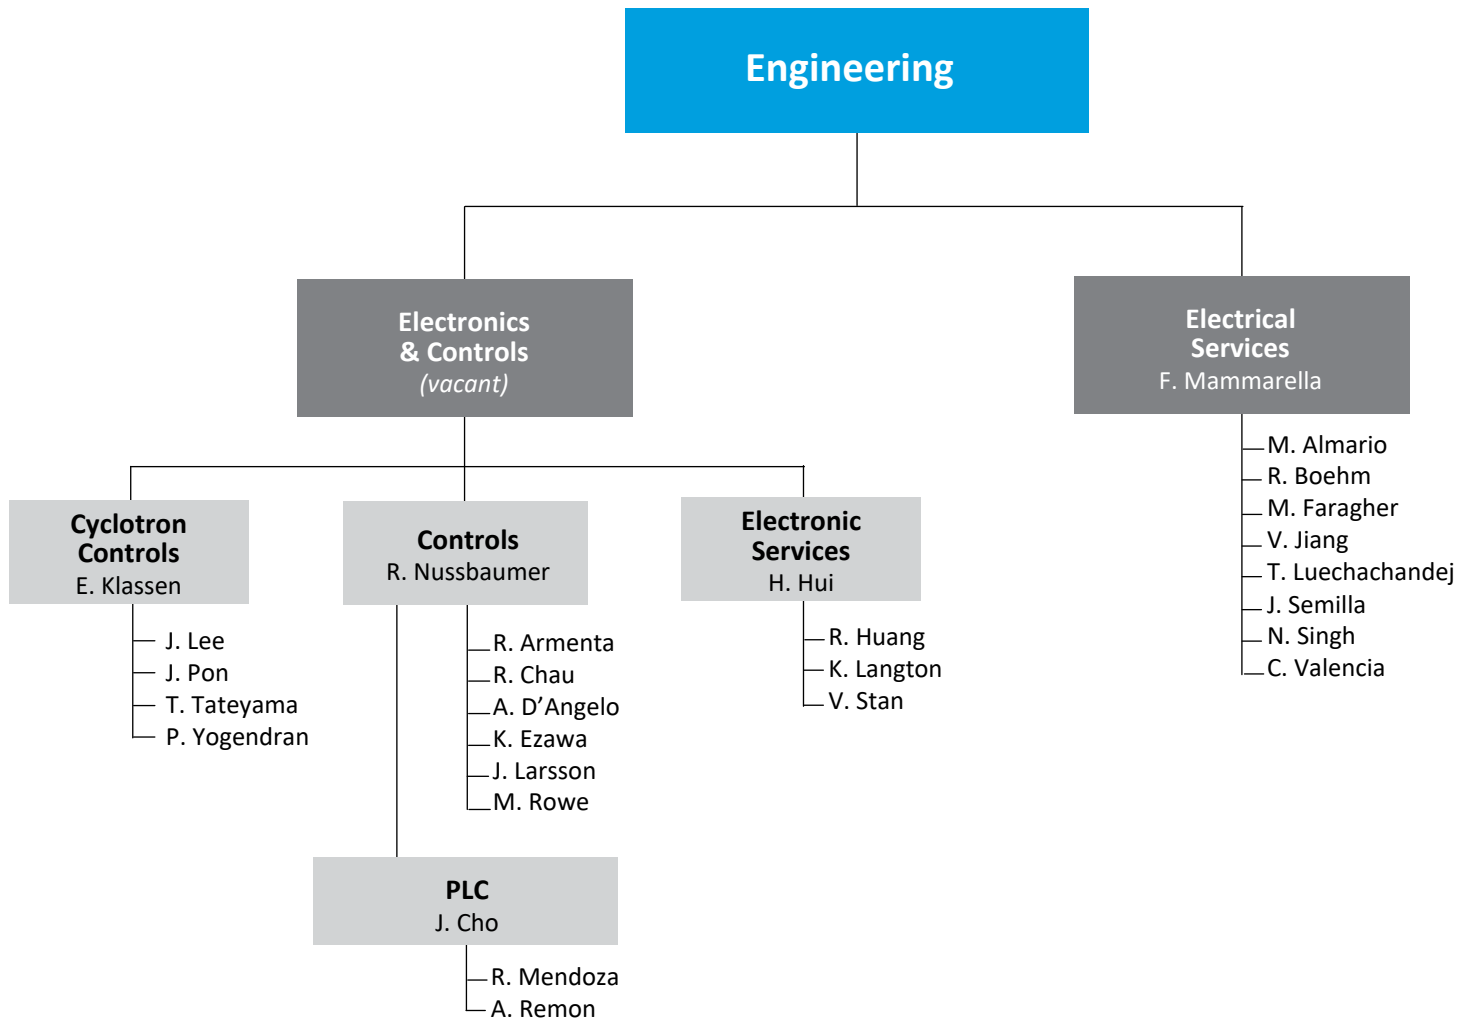 Engineering
Electronics
& Controls
(vacant)
Electrical
Services
F. Mammarella
M. Almario
R. Boehm
M. Faragher
V. Jiang
T. Luechachandej
J. Semilla
N. Singh
C. Valencia
Cyclotron
Controls
E. Klassen
J. Lee
J. Pon
T. Tateyama
P. Yogendran
Controls
R. Nussbaumer
R. Armenta
R. Chau
A. D’Angelo
K. Ezawa
J. Larsson
M. Rowe
Electronic
Services
H. Hui
R. Huang
K. Langton
V. Stan
PLC
J. Cho
R. Mendoza
A. Remon